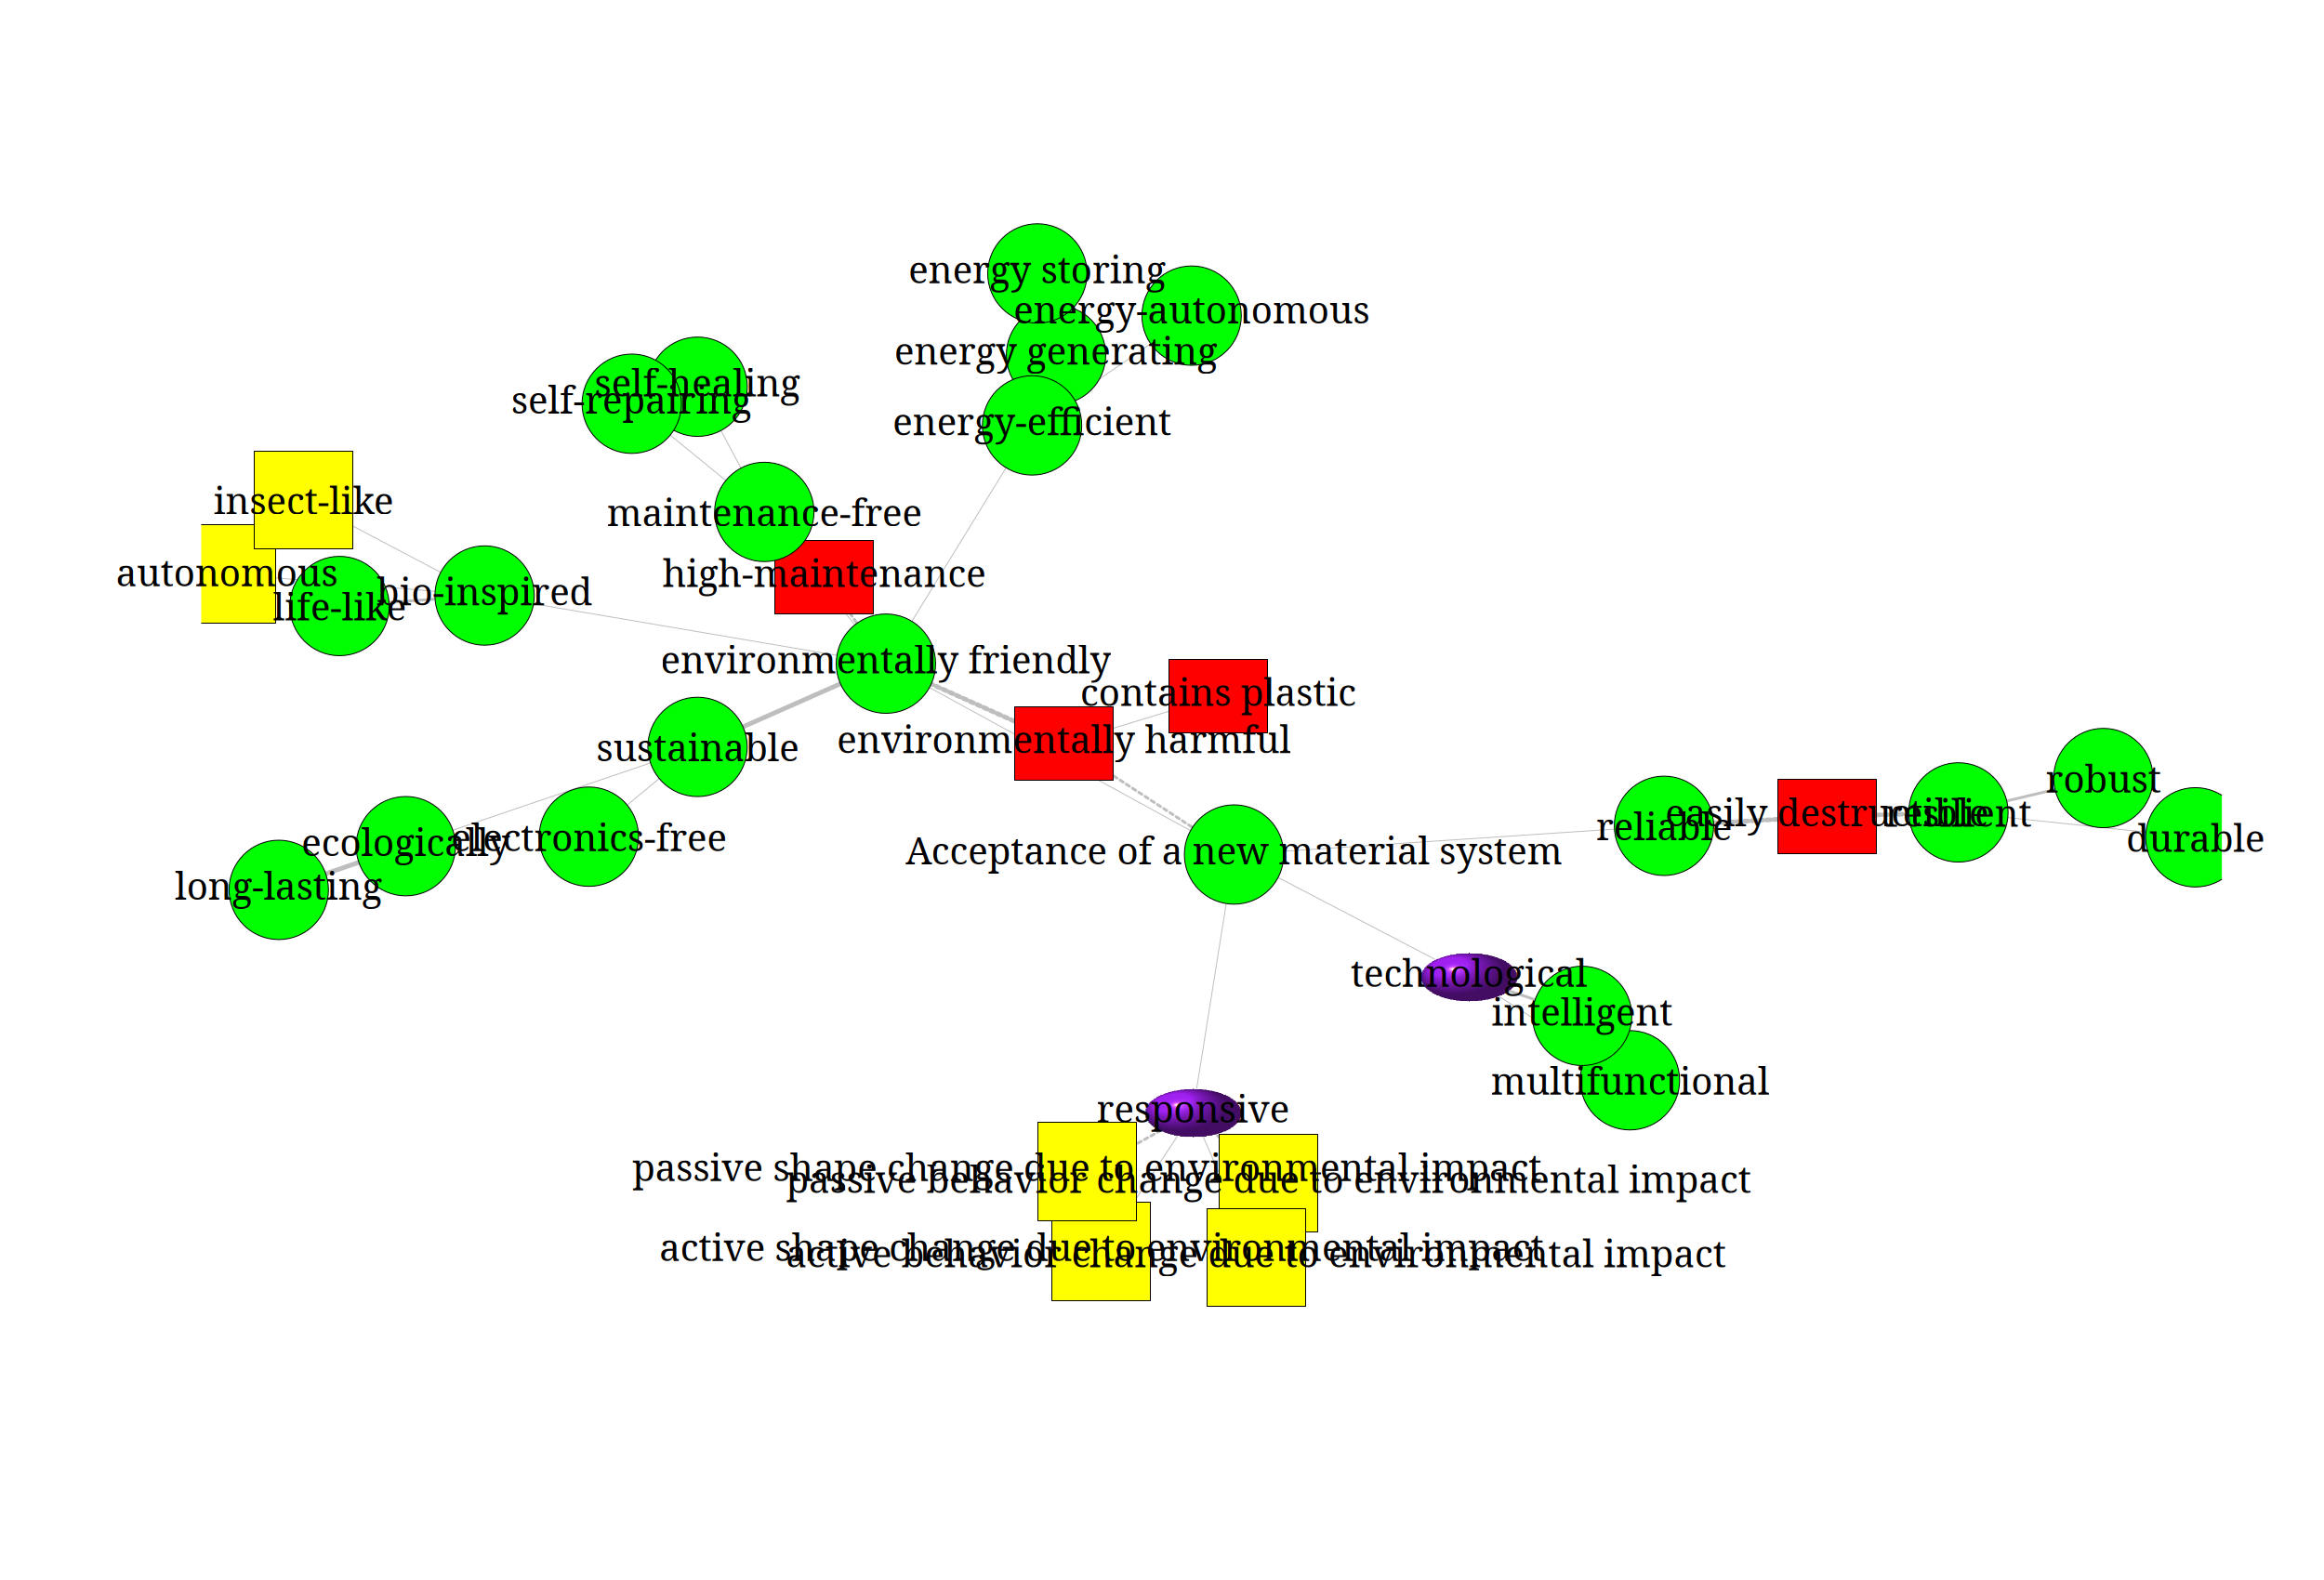 energy storing
energy-autonomous
energy generating
self-healing
self-repairing
energy-efficient
insect-like
maintenance-free
autonomous
high-maintenance
bio-inspired
life-like
environmentally friendly
contains plastic
environmentally harmful
sustainable
robust
easily destructible
resilient
reliable
electronics-free
ecologically
durable
Acceptance of a new material system
long-lasting
technological
intelligent
multifunctional
responsive
passive shape change due to environmental impact
passive behavior change due to environmental impact
active shape change due to environmental impact
active behavior change due to environmental impact